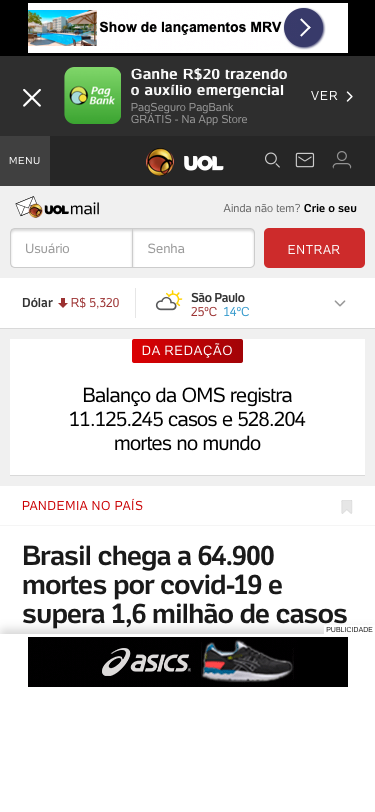 Show de lançamentos MRV
Ganhe R$20 trazendo
o auxílio emergencial
PagSeguro PagBank
GRÁTIS - Na App Store
Pag
Bank
VER
MENU
UOL
UOL mail
Ainda não tem? Crie o seu
Usuário
Senha
ENTRAR
Dólar R$ 5,320
São Paulo
25ºC 14ºC
DA REDAÇÃO
Balanço da OMS registra
11.125.245 casos e 528.204
mortes no mundo
PANDEMIA NO PAÍS
Brasil chega a 64.900
mortes por covid-19 e
supera 1,6 milhão de casos
PUBLICIDADE
asics